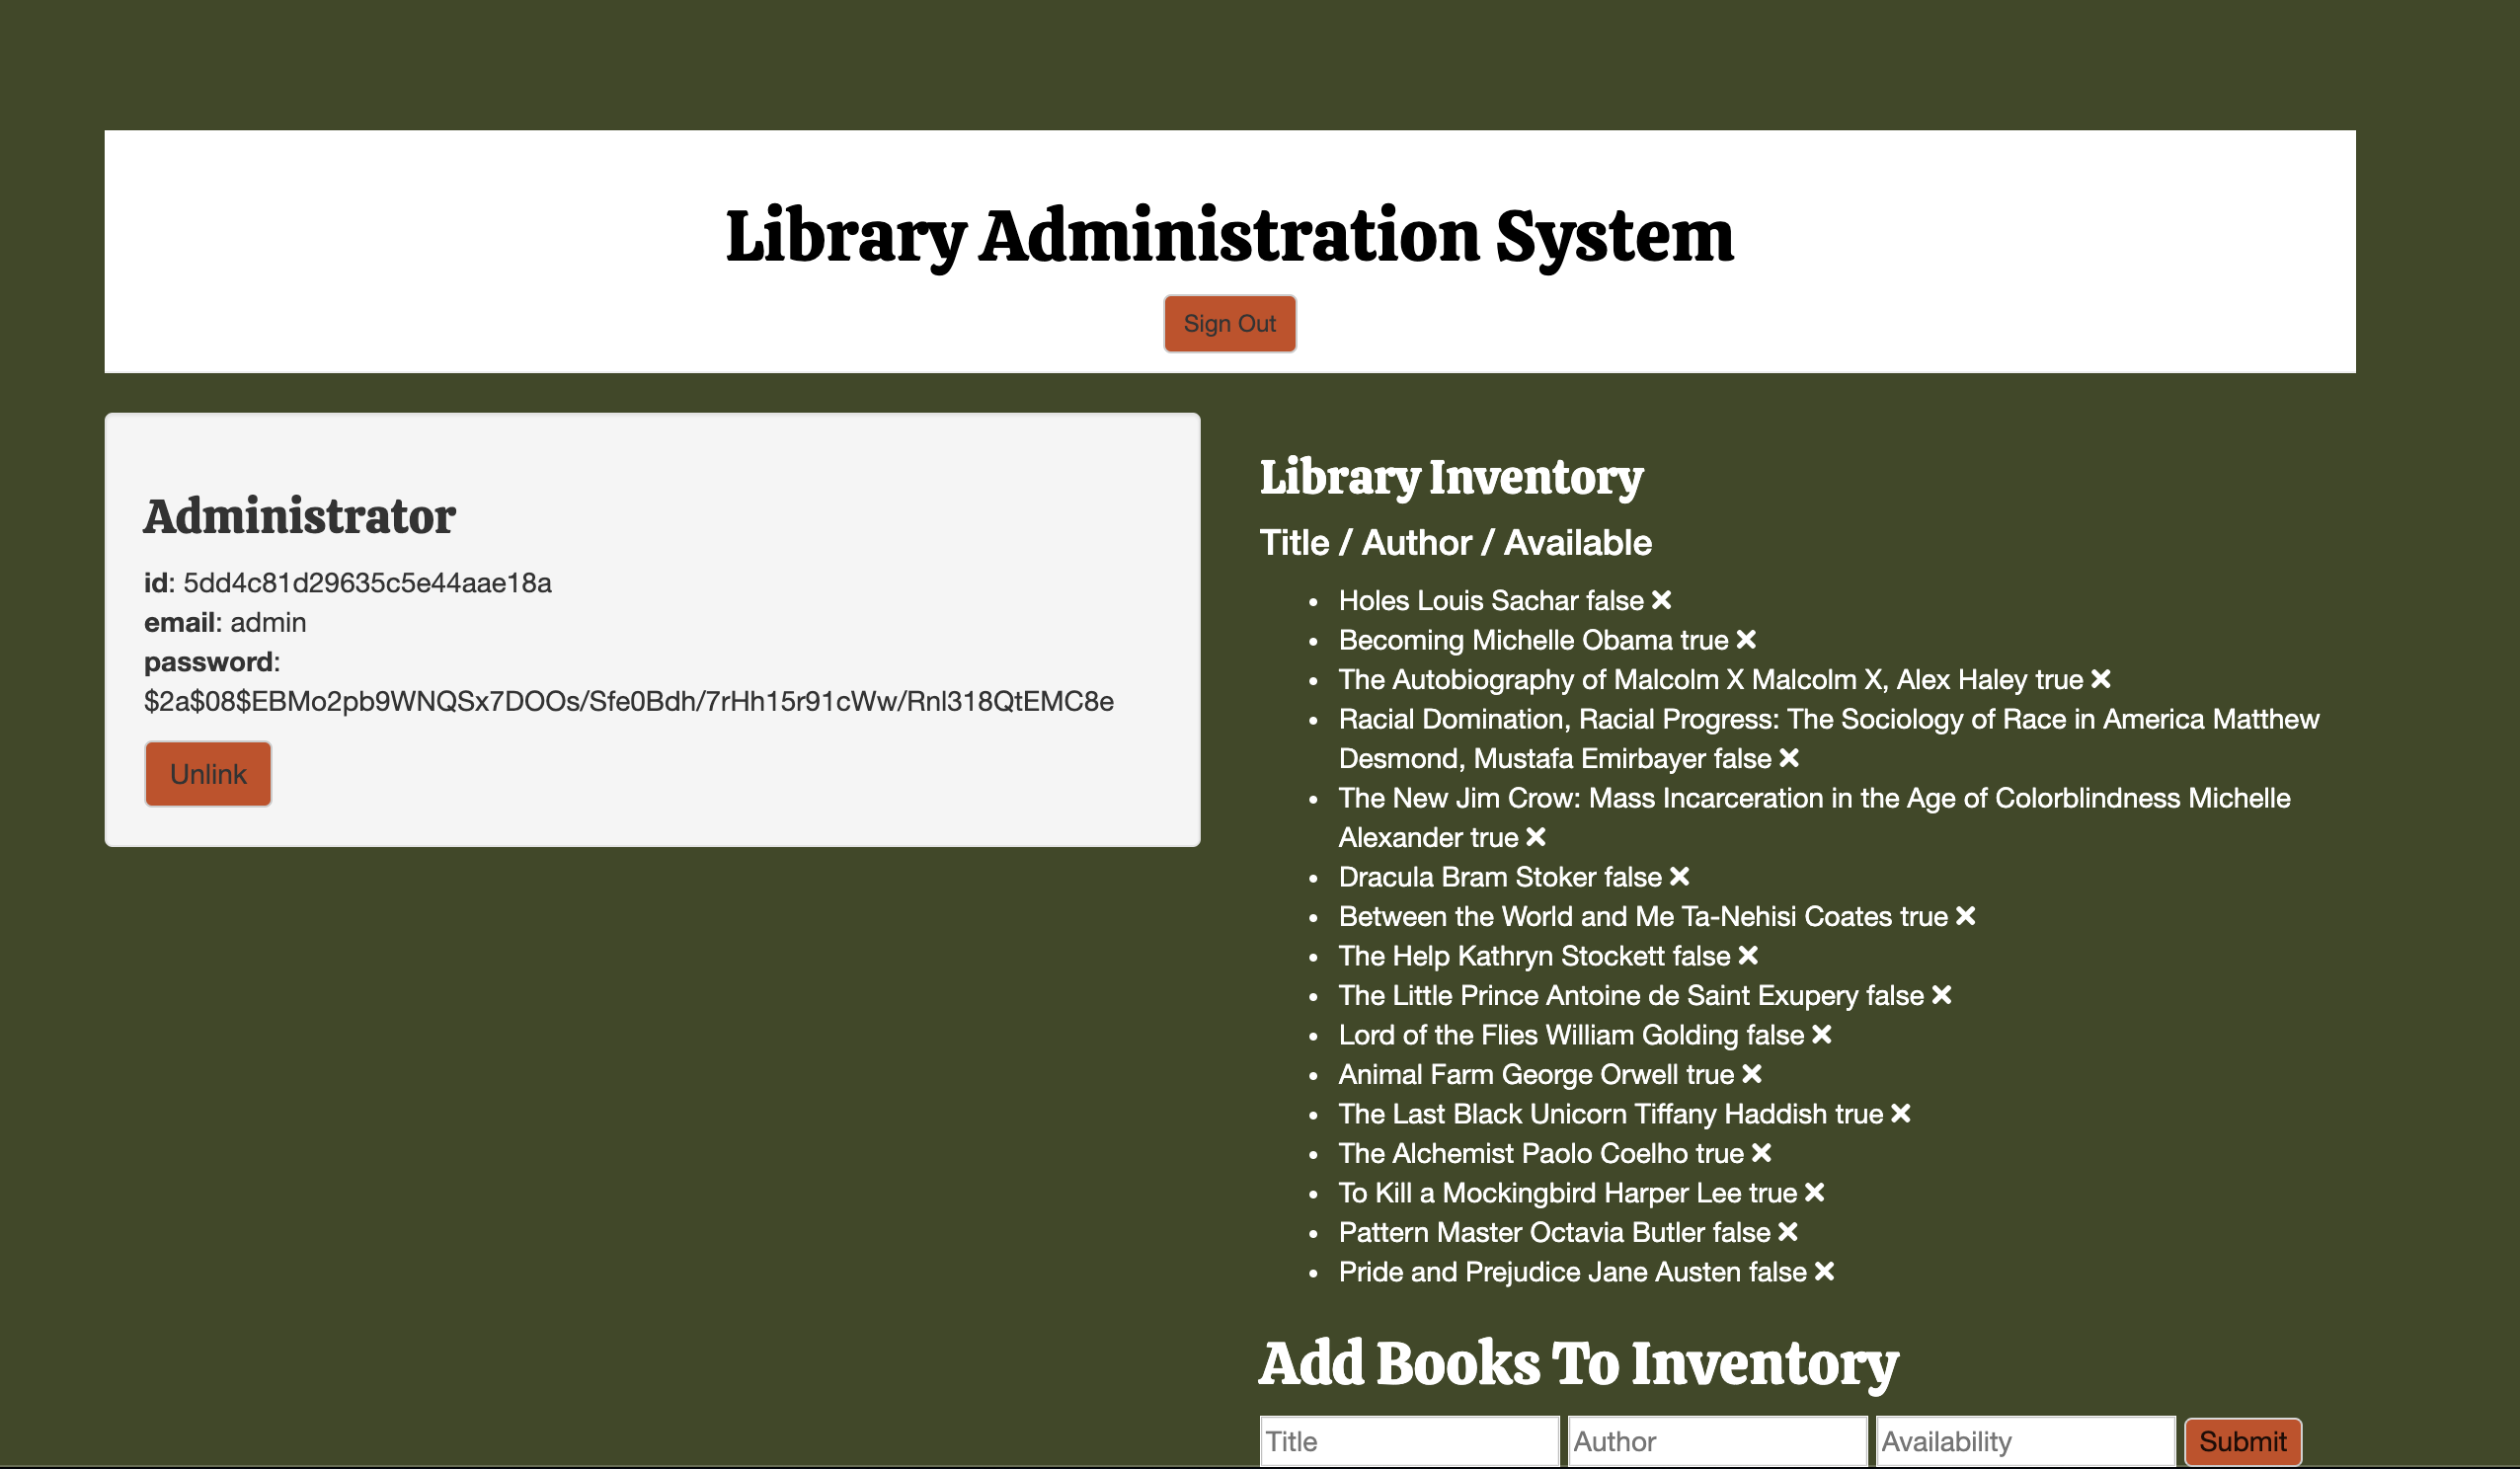 Library Administration System
Sign Out
Administrator
id: 5dd4c81d29635c5e44aae18a
email: admin
password:
$2a$08$EBMo2pb9WNQSx7DOOs/Sfe0Bdh/7rHh15r91cWw/Rnl318QtEMC8e
Unlink
Library Inventory
Title / Author / Available
Holes Louis Sachar false
Becoming Michelle Obama true
The Autobiography of Malcolm X Malcolm X, Alex Haley true
Racial Domination, Racial Progress: The Sociology of Race in America Matthew
Desmond, Mustafa Emirbayer false
The New Jim Crow: Mass Incarceration in the Age of Colorblindness Michelle
Alexander true
Dracula Bram Stoker false
Between the World and Me Ta-Nehisi Coates true
The Help Kathryn Stockett false
The Little Prince Antoine de Saint Exupery false
Lord of the Flies William Golding false
Animal Farm George Orwell true
The Last Black Unicorn Tiffany Haddish true
The Alchemist Paolo Coelho true
To Kill a Mockingbird Harper Lee true
Pattern Master Octavia Butler false
Pride and Prejudice Jane Austen false
Add Books To Inventory
Title Author Availability Submit